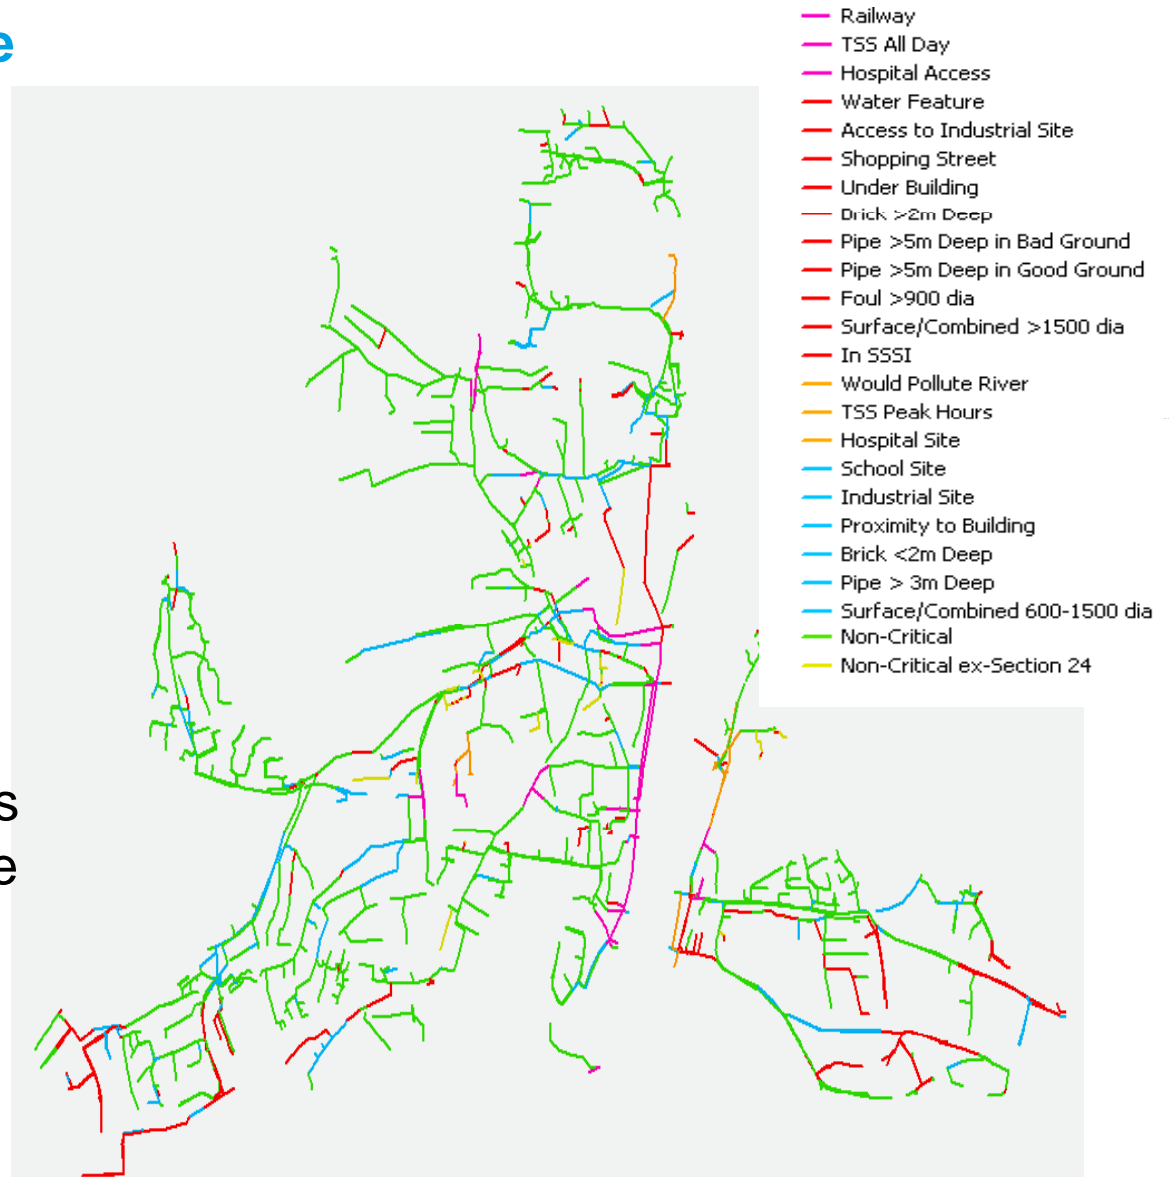 e
Railway
TSS All Day
Hospital Access
Water Feature
Access to Industrial Site
Shopping Street
Under Building
Brick >2m Deep
Pipe >5m Deep in Bad Ground
Pipe >5m Deep in Good Ground
Foul >900 dia
Surface/Combined >1500 dia
In SSSI
Would Pollute River
TSS Peak Hours
Hospital Site
School Site
Industrial Site
Proximity to Building
Brick <2m Deep
Pipe > 3m Deep
Surface/Combined 600-1500 dia
Non-Critical
Non-Critical ex-Section 24
s
e